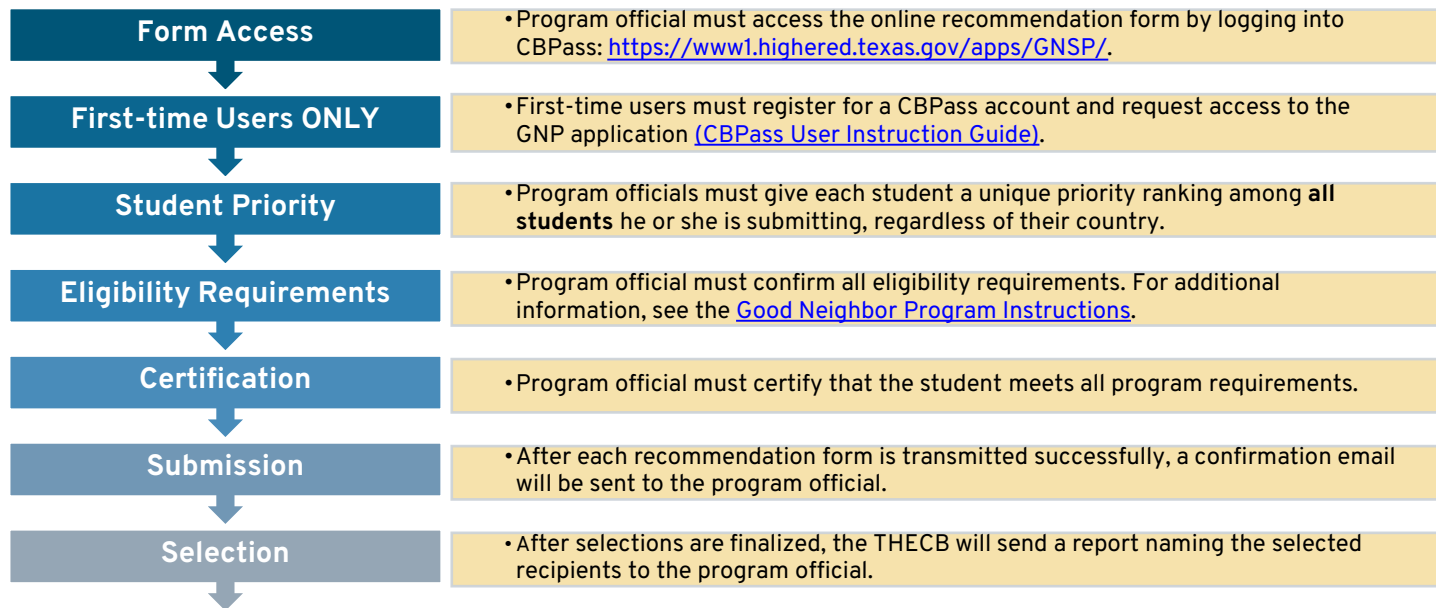 Form Access
•Program official must access the online recommendation form by logging into
CBPass: https://www1.highered.texas.gov/apps/GNSP/.
First-time Users ONLY
•First-time users must register for a CBPass account and request access to the
GNP application (CBPass User Instruction Guide).
Student Priority
•Program officials must give each student a unique priority ranking among all
students he or she is submitting, regardless of their country.
Eligibility Requirements
•Program official must confirm all eligibility requirements. For additional
information, see the Good Neighbor Program Instructions.
Certification
•Program official must certify that the student meets all program requirements.
Submission
•After each recommendation form is transmitted successfully, a confirmation email
will be sent to the program official.
Selection
•After selections are finalized, the THECB will send a report naming the selected
recipients to the program official.